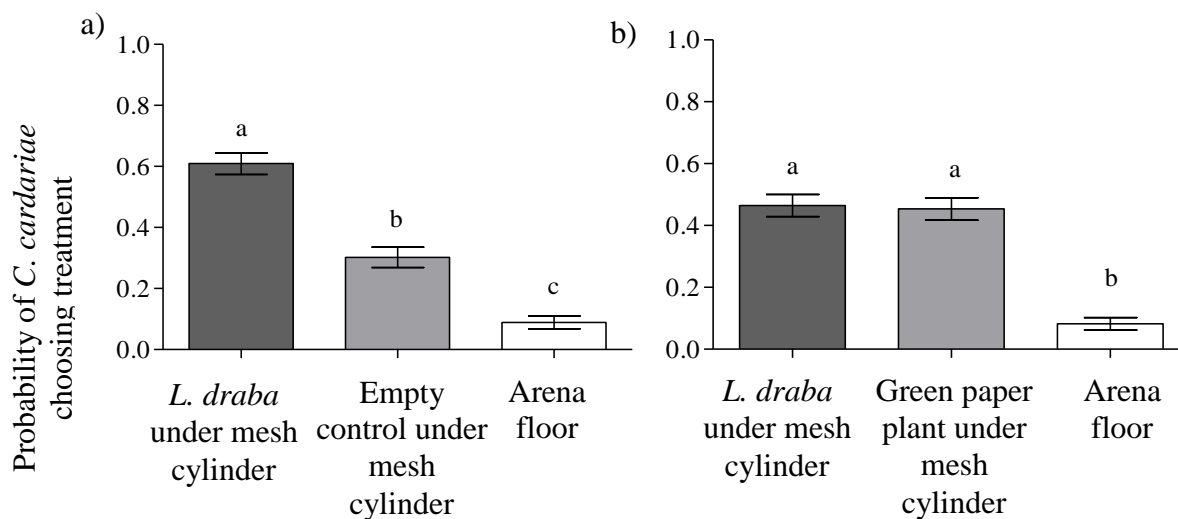 a)
Probability of C. cardariae
choosing treatment
1.0
0.8
0.6
0.4
0.2
0.0
a
b
c
L. draba
under mesh
cylinder
Empty
control under
mesh
cylinder
Arena
floor
b)
1.0
0.8
0.6
0.4
0.2
0.0
a
a
b
L. draba
under mesh
cylinder
Green paper
plant under
mesh
cylinder
Arena
floor